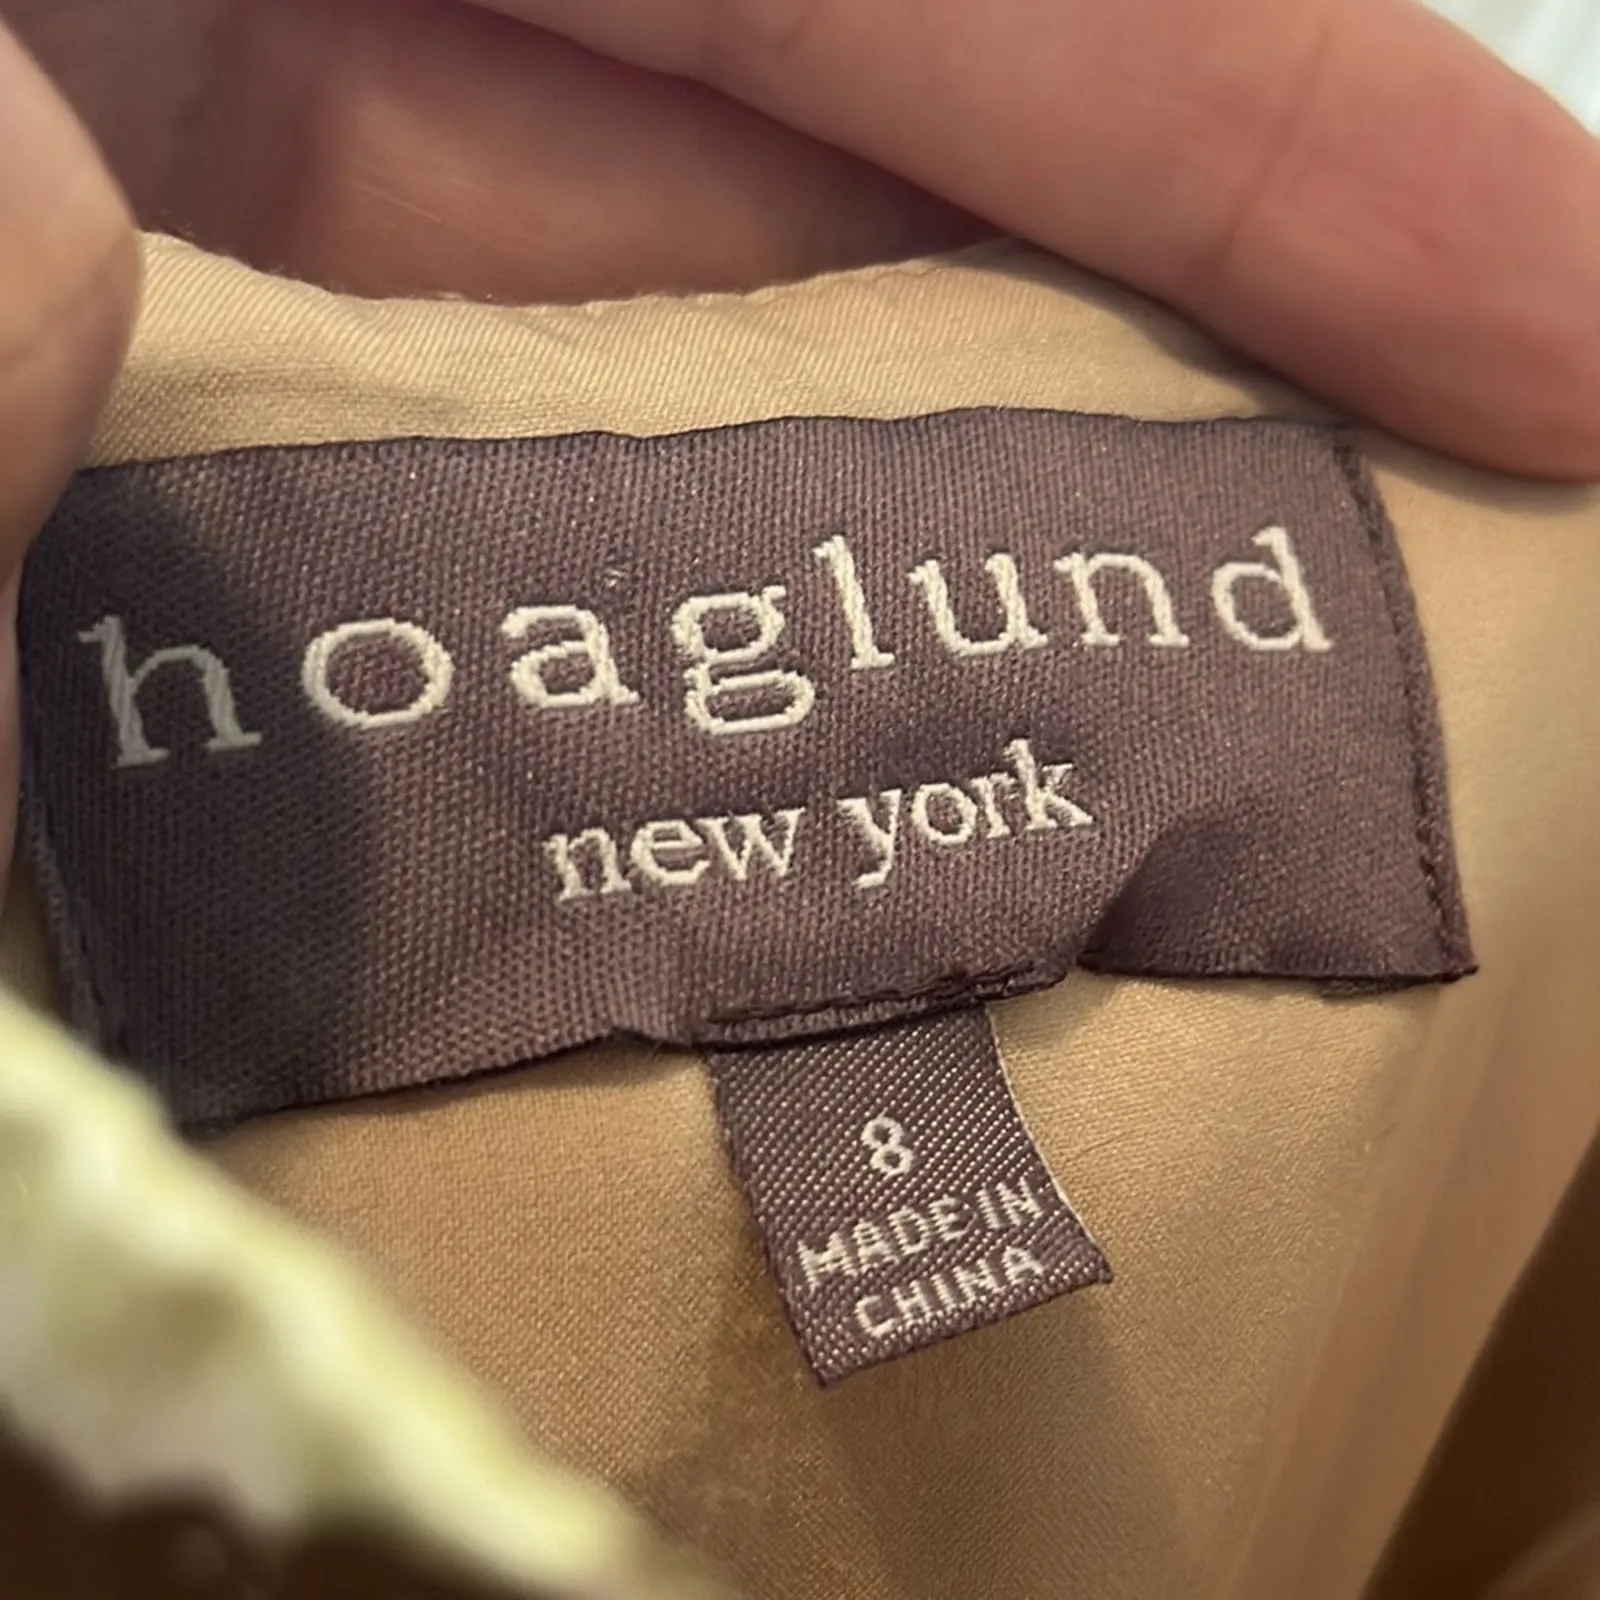 hoaglund
new york
8
MADE IN
CHINA